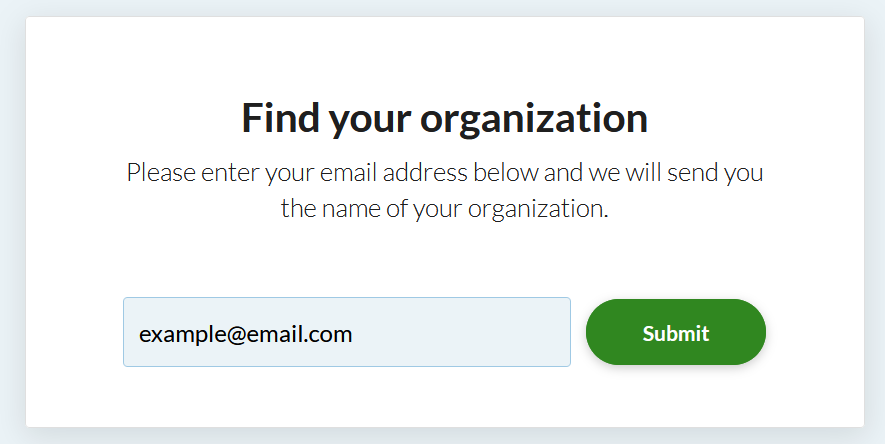 Find your organization
Please enter your email address below and we will send you
the name of your organization.
example@email.com
Submit